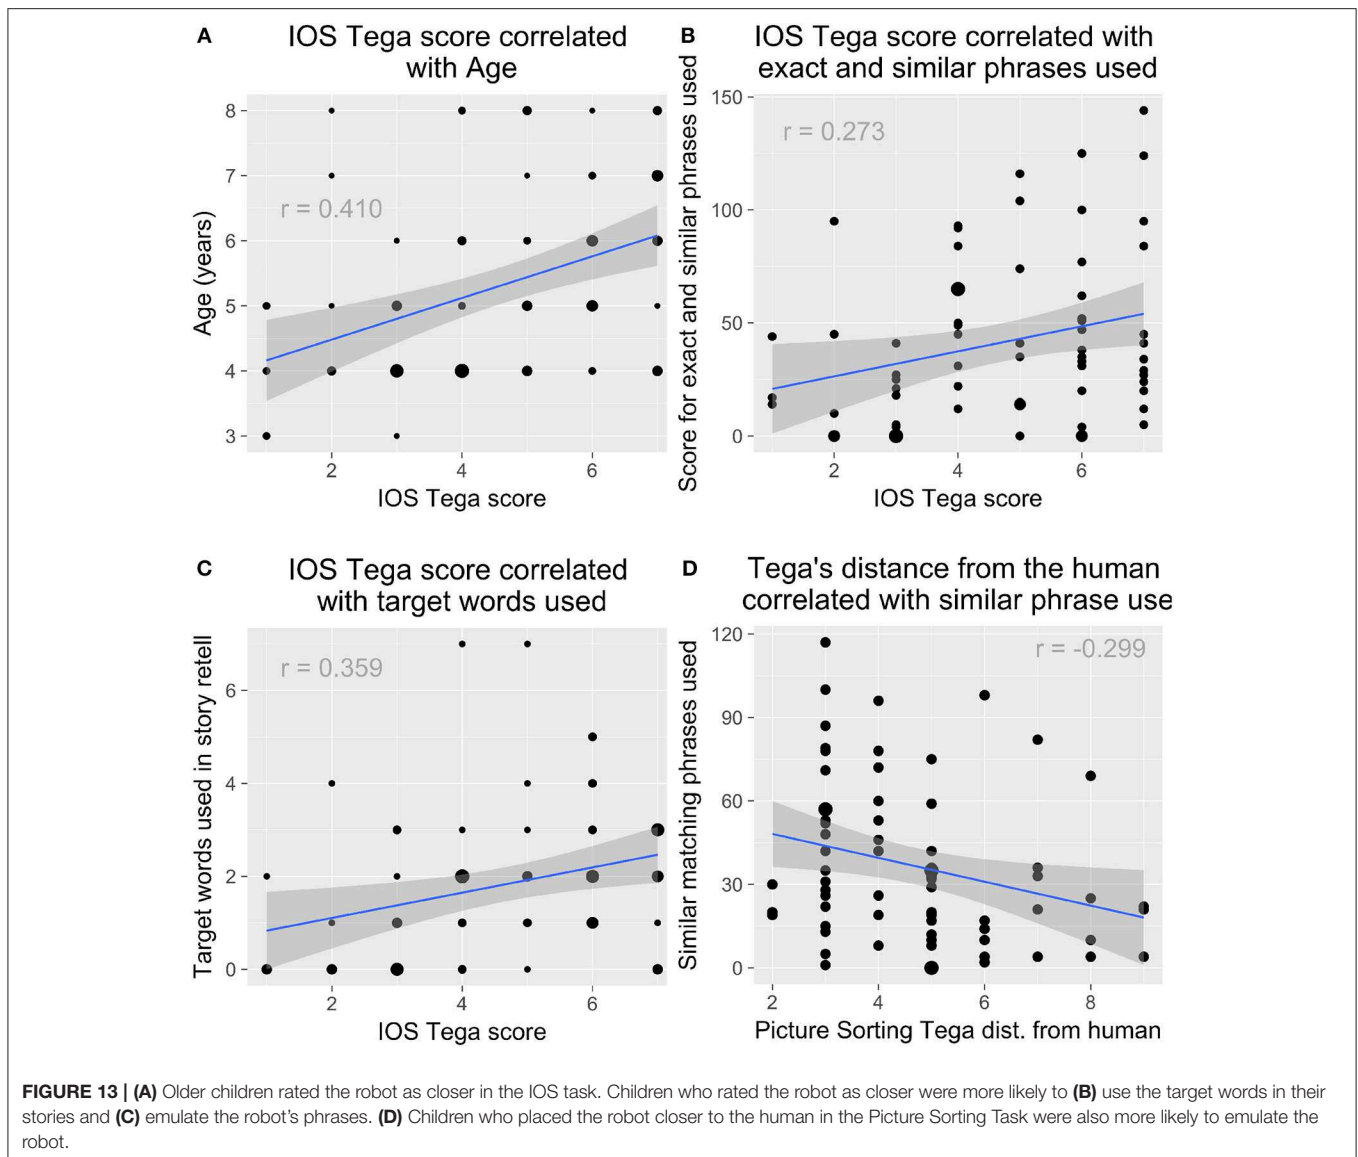 A
IOS Tega score correlated
with Age
Age (years)
8
7
6
5
4
3
r = 0.410
2
4
6
IOS Tega score
B
IOS Tega score correlated with
exact and similar phrases used
Score for exact and similar phrases used
150
100
50
0
r = 0.273
2
4
6
IOS Tega score
C
IOS Tega score correlated
with target words used
Target words used in story retell
6
4
2
0
r = 0.359
2
4
6
IOS Tega score
D
Tega's distance from the human
correlated with similar phrase use
Similar matching phrases used
120
90
60
30
0
r = -0.299
2
4
6
8
Picture Sorting Tega dist. from human
FIGURE 13 | (A) Older children rated the robot as closer in the IOS task. Children who rated the robot as closer were more likely to (B) use the target words in their
stories and (C) emulate the robot's phrases. (D) Children who placed the robot closer to the human in the Picture Sorting Task were also more likely to emulate the
robot.